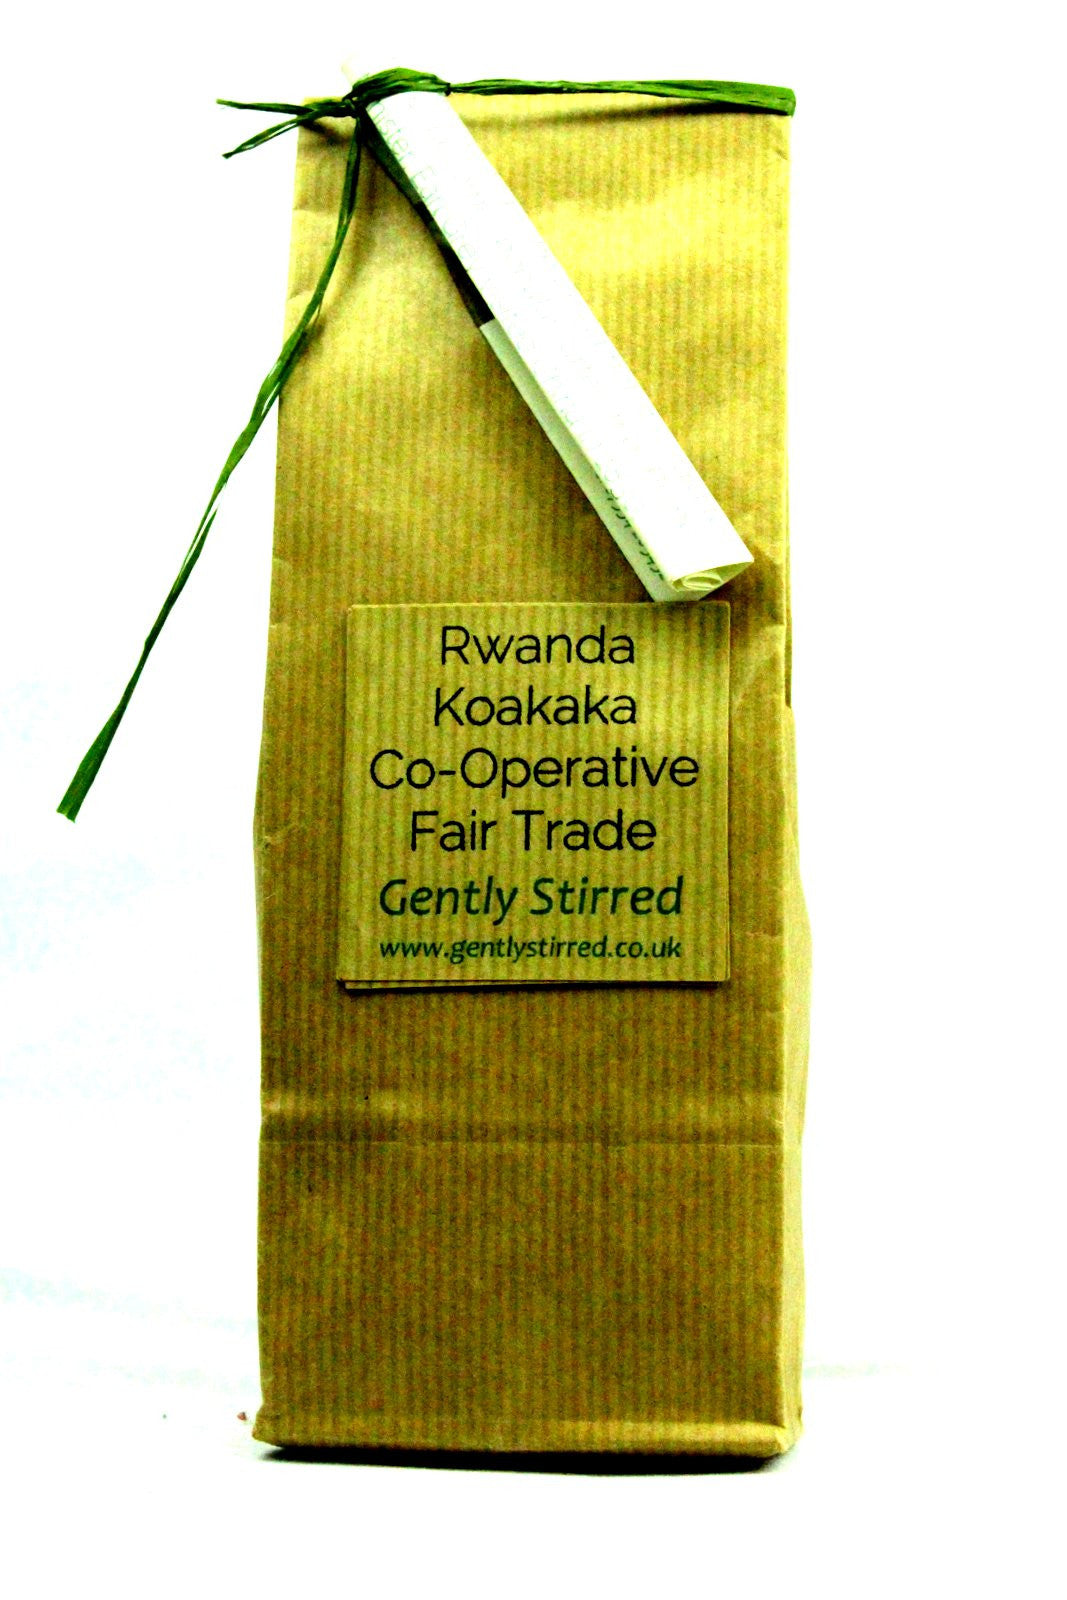 Rwanda
Koakaka
Co-Operative
Fair Trade
Gently Stirred
www.gentlystirred.co.uk